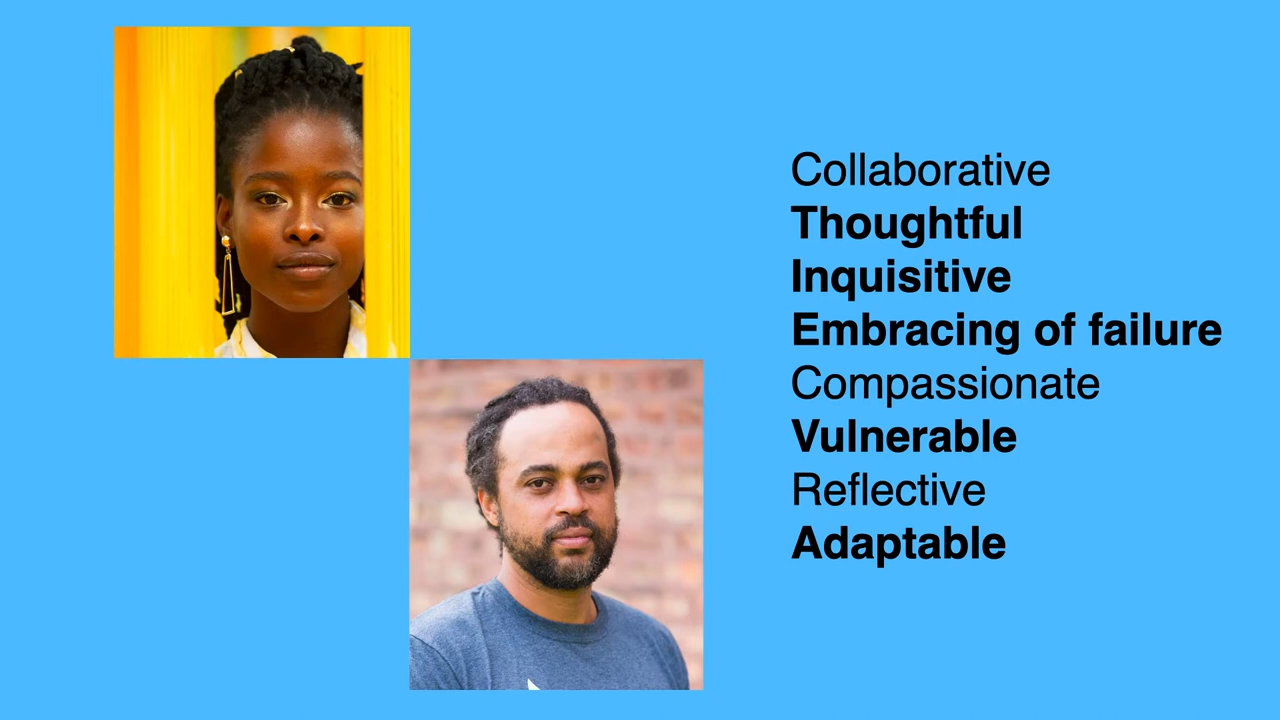 Collaborative
Thoughtful
Inquisitive
Embracing of failure
Compassionate
Vulnerable
Reflective
Adaptable